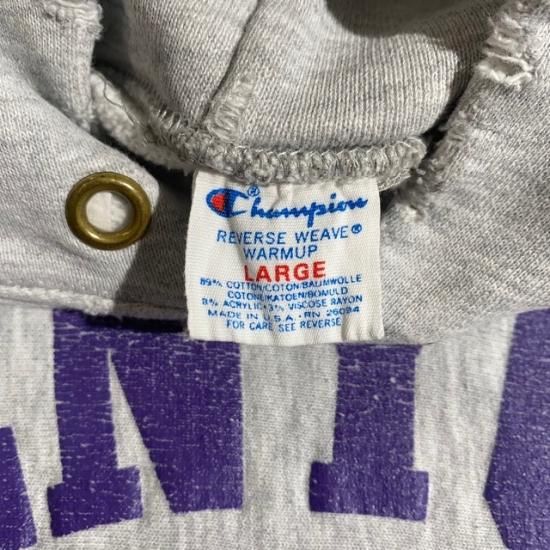 Champion®
REVERSE WEAVE®
WARMUP
LARGE
89% COTTON/COTON/BAUMWOLLE
COTONE/KATOEN/BOMULD
8% ACRYLIC·3% VISCOSE RAYON
MADE IN U.S.A.·RN 26094
FOR CARE SEE REVERSE
NI